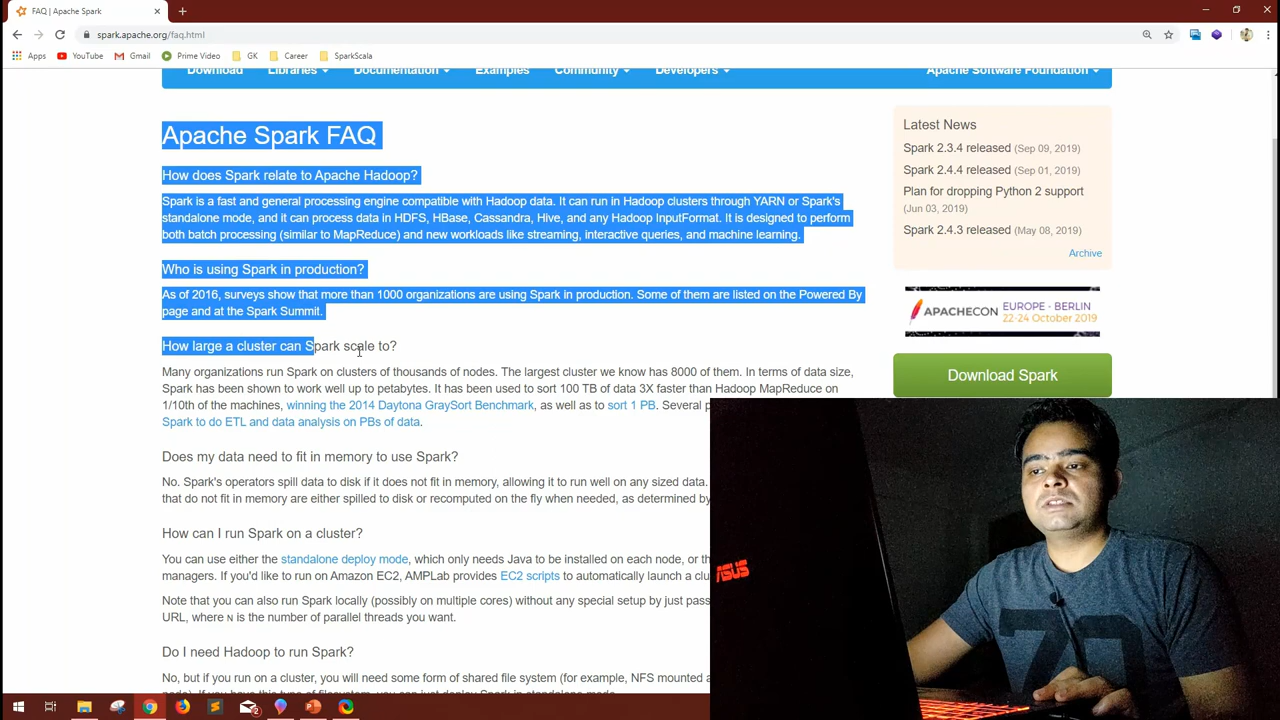 FAQ | Apache Spark
spark.apache.org/faq.html
Apps YouTube Gmail Prime Video GK Career SparkScala
Download Libraries Documentation Examples Community Developers Apache Software Foundation
Apache Spark FAQ
How does Spark relate to Apache Hadoop?
Spark is a fast and general processing engine compatible with Hadoop data. It can run in Hadoop clusters through YARN or Spark's
standalone mode, and it can process data in HDFS, HBase, Cassandra, Hive, and any Hadoop InputFormat. It is designed to perform
both batch processing (similar to MapReduce) and new workloads like streaming, interactive queries, and machine learning.
Who is using Spark in production?
As of 2016, surveys show that more than 1000 organizations are using Spark in production. Some of them are listed on the Powered By
page and at the Spark Summit.
How large a cluster can Spark scale to?
Many organizations run Spark on clusters of thousands of nodes. The largest cluster we know has 8000 of them. In terms of data size,
Spark has been shown to work well up to petabytes. It has been used to sort 100 TB of data 3X faster than Hadoop MapReduce on
1/10th of the machines, winning the 2014 Daytona GraySort Benchmark, as well as to sort 1 PB. Several
Spark to do ETL and data analysis on PBs of data.
Does my data need to fit in memory to use Spark?
No. Spark's operators spill data to disk if it does not fit in memory, allowing it to run well on any sized data.
that do not fit in memory are either spilled to disk or recomputed on the fly when needed, as determined by
How can I run Spark on a cluster?
You can use either the standalone deploy mode, which only needs Java to be installed on each node, or
managers. If you'd like to run on Amazon EC2, AMPLab provides EC2 scripts to automatically launch a
Note that you can also run Spark locally (possibly on multiple cores) without any special setup by just
URL, where N is the number of parallel threads you want.
Do I need Hadoop to run Spark?
No, but if you run on a cluster, you will need some form of shared file system (for example, NFS mounted
Latest News
Spark 2.3.4 released (Sep 09, 2019)
Spark 2.4.4 released (Sep 01, 2019)
Plan for dropping Python 2 support
(Jun 03, 2019)
Spark 2.4.3 released (May 08, 2019)
Archive
APACHECON EUROPE - BERLIN
22-24 October 2019
Download Spark
ASUS
2